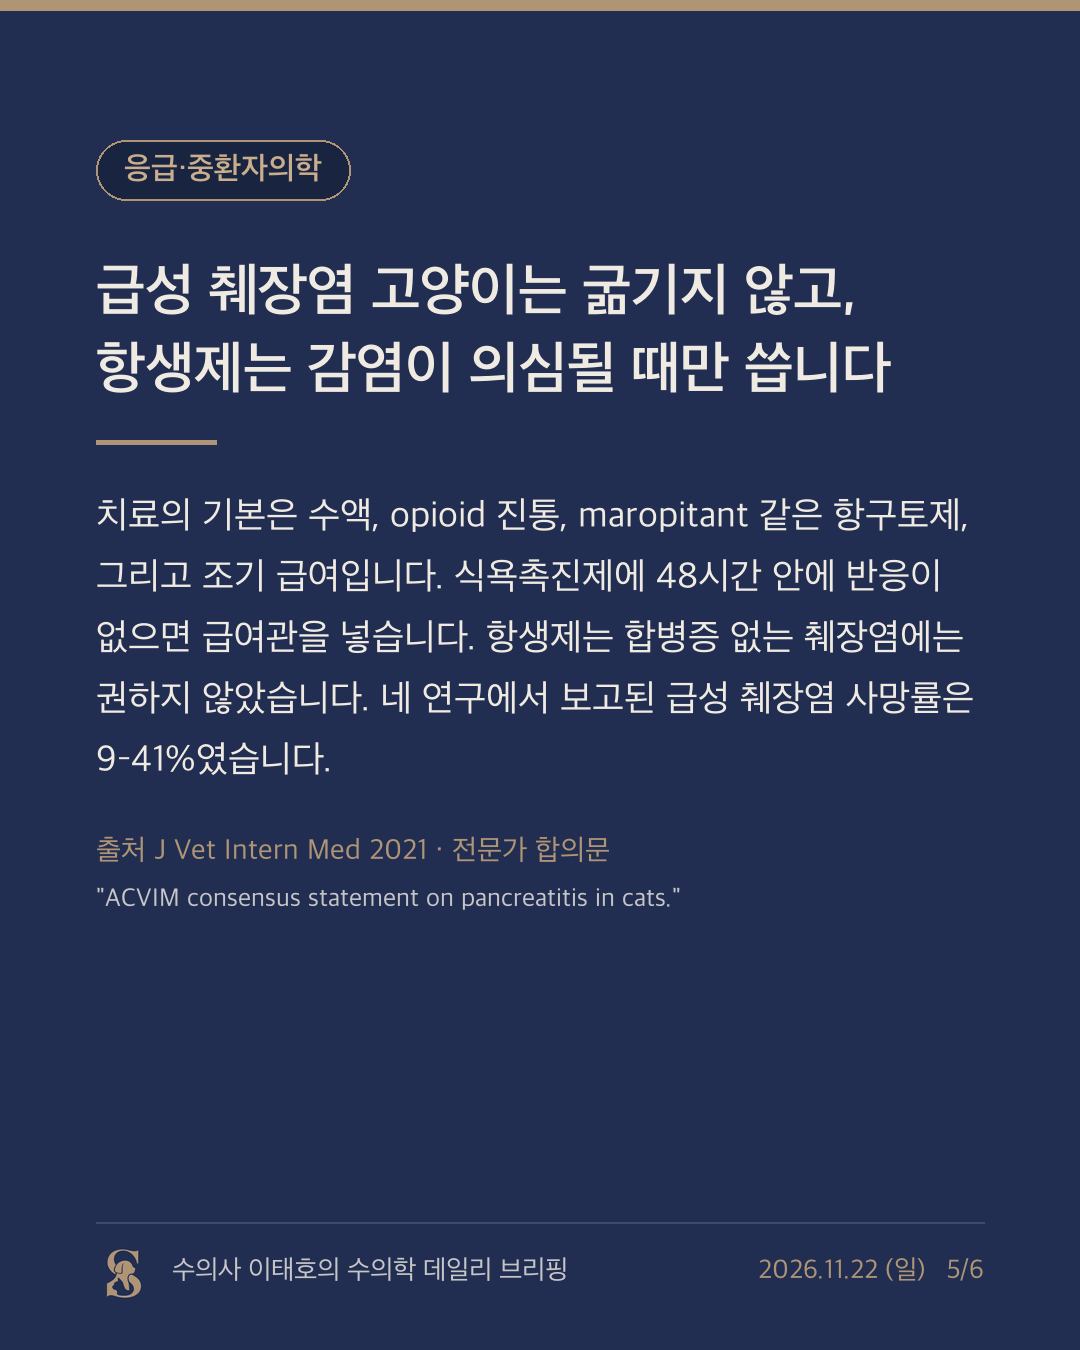 응급·중환자의학
급성 췌장염 고양이는 굶기지 않고,
항생제는 감염이 의심될 때만 씁니다
치료의 기본은 수액, opioid 진통, maropitant 같은 항구토제,
그리고 조기 급여입니다. 식욕촉진제에 48시간 안에 반응이
없으면 급여관을 넣습니다. 항생제는 합병증 없는 췌장염에는
권하지 않았습니다. 네 연구에서 보고된 급성 췌장염 사망률은
9-41%였습니다.
출처 J Vet Intern Med 2021 · 전문가 합의문
"ACVIM consensus statement on pancreatitis in cats."
수의사 이태호의 수의학 데일리 브리핑
2026.11.22 (일) 5/6